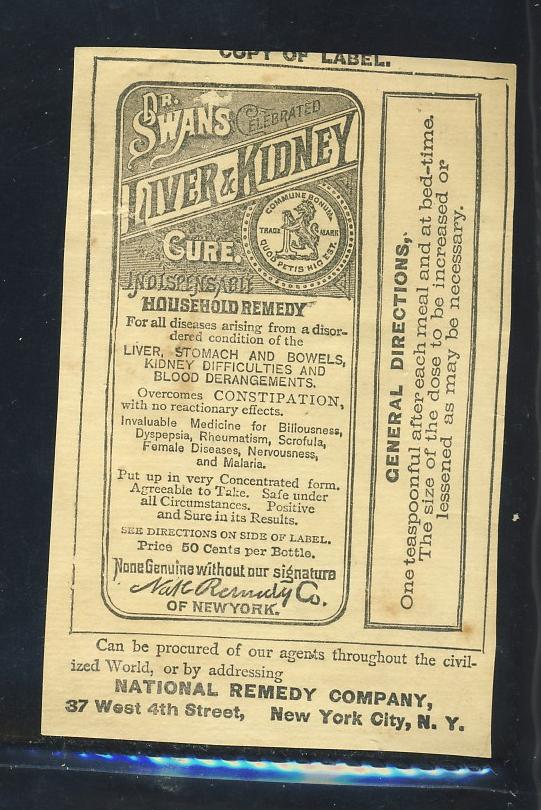 COPY OF LABEL.
DR.
SWAN'S CELEBRATED
LIVER & KIDNEY
CURE.
COMMUNE BONUM
TRADE MARK
QUOD PETIS HIC EST.
INDISPENSABLE
HOUSEHOLD REMEDY
For all diseases arising from a disor-
dered condition of the
LIVER, STOMACH AND BOWELS,
KIDNEY DIFFICULTIES AND
BLOOD DERANGEMENTS.
Overcomes CONSTIPATION,
with no reactionary effects.
Invaluable Medicine for Billousness,
Dyspepsia, Rheumatism, Scrofula,
Female Diseases, Nervousness,
and Malaria.
Put up in very Concentrated form.
Agreeable to Take. Safe under
all Circumstances. Positive
and Sure in its Results.
SEE DIRECTIONS ON SIDE OF LABEL.
Price 50 Cents per Bottle.
None Genuine without our signature
Nat'l Remedy Co.
OF NEW YORK.
GENERAL DIRECTIONS,
One teaspoonful after each meal and at bed-time.
The size of the dose to be increased or
lessened as may be necessary.
Can be procured of our agents throughout the civil-
ized World, or by addressing
NATIONAL REMEDY COMPANY,
37 West 4th Street, New York City, N. Y.